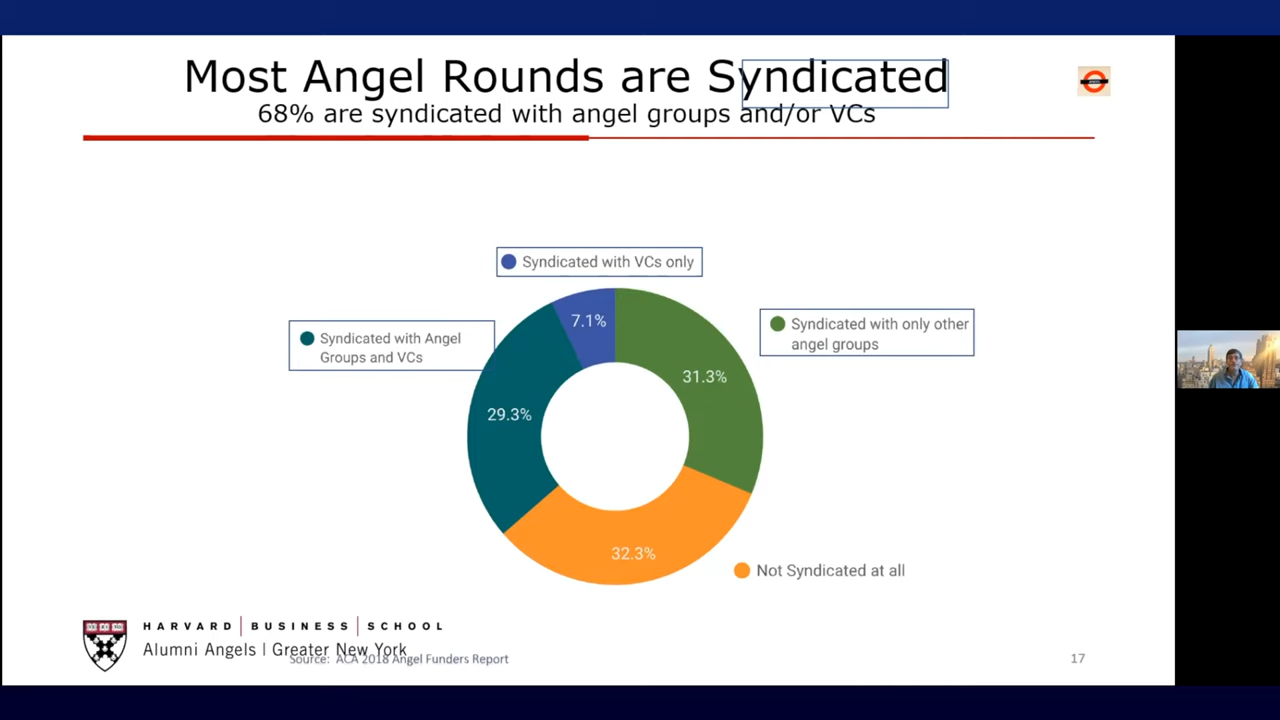 Most Angel Rounds are Syndicated
68% are syndicated with angel groups and/or VCs
Syndicated with VCs only
7.1%
Syndicated with Angel
Groups and VCs
Syndicated with only other
angel groups
31.3%
29.3%
32.3%
Not Syndicated at all
HARVARD | BUSINESS | SCHOOL
Alumni Angels | Greater New York
Source: ACA 2018 Angel Funders Report
17